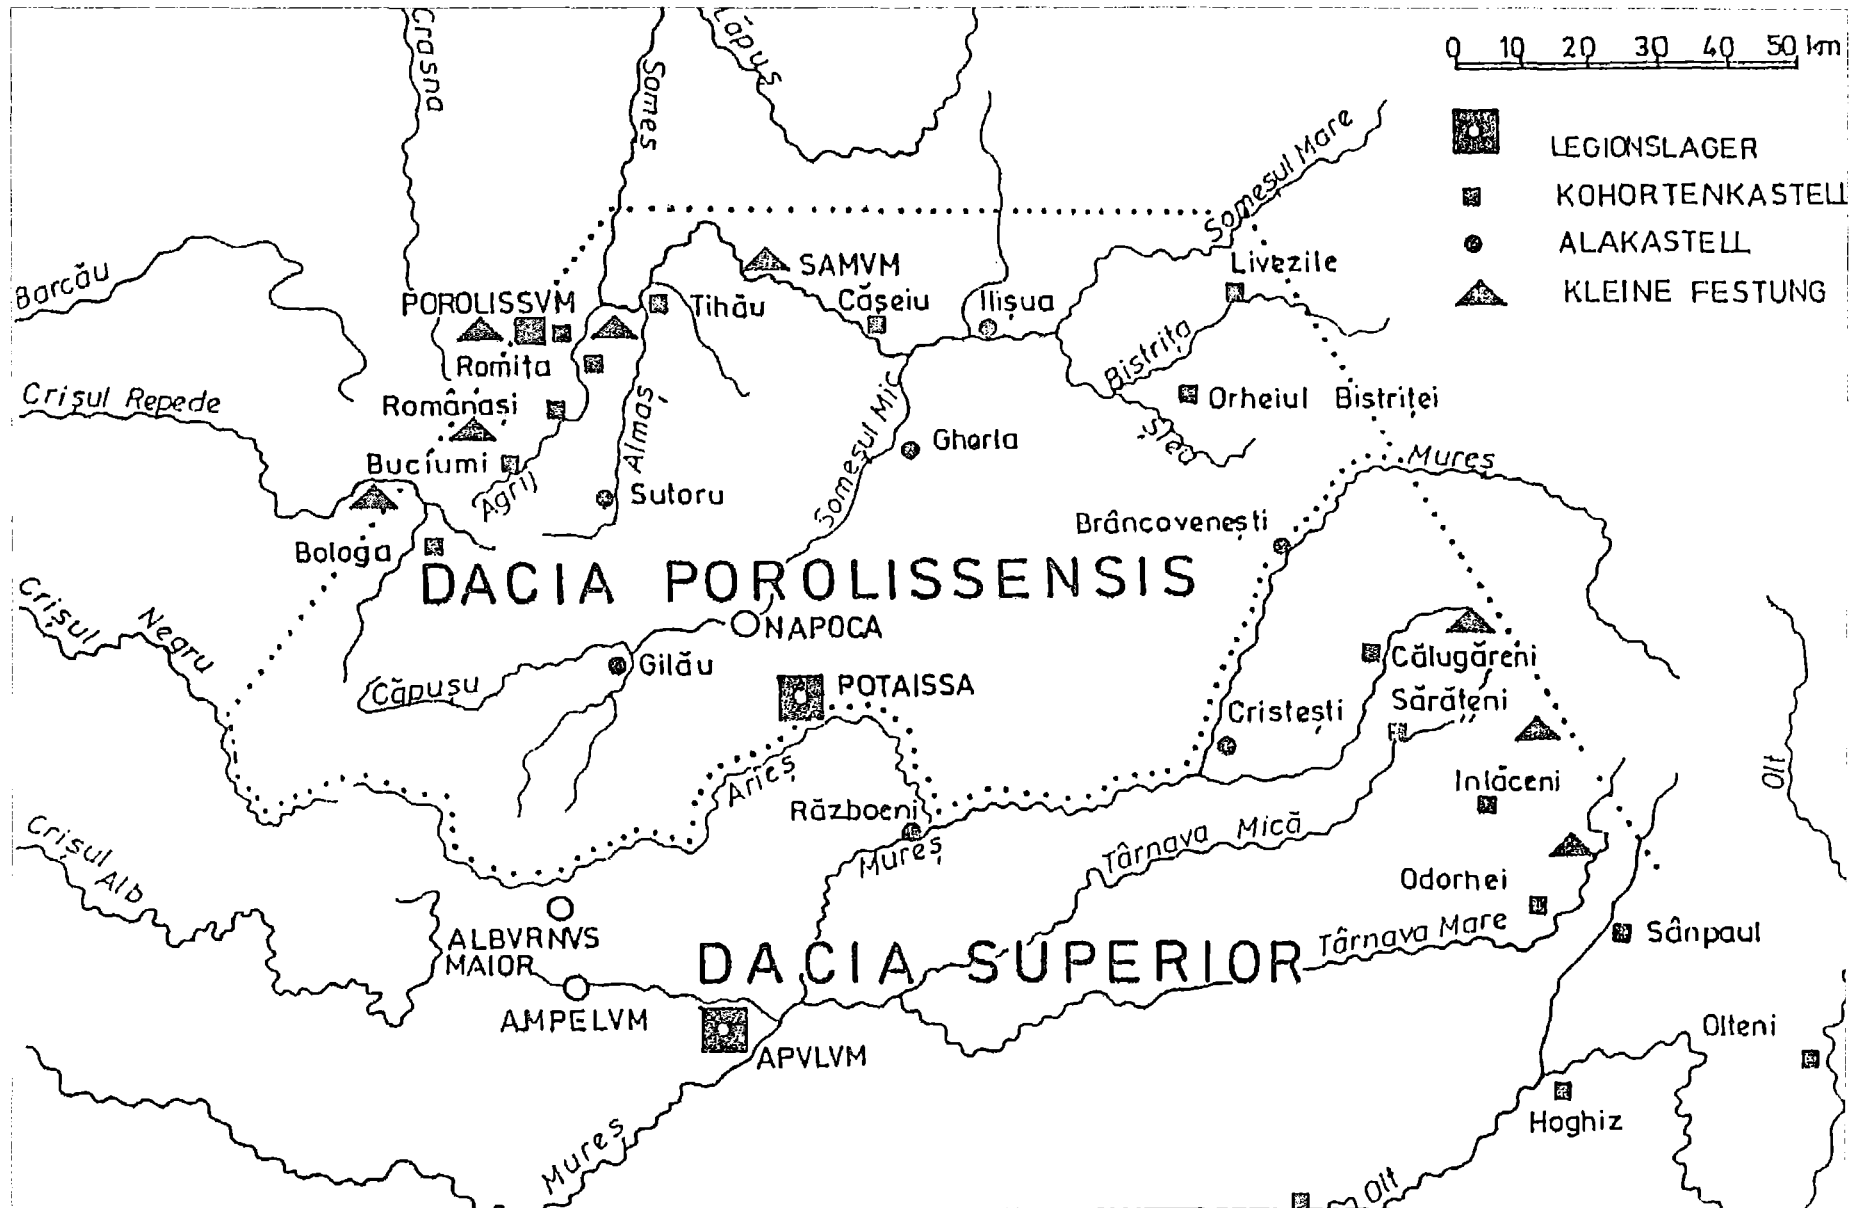 Crasna
Someș
Lăpuș
0 10 20 30 40 50 km
LEGIONSLAGER
KOHORTENKASTELL
ALAKASTELL
KLEINE FESTUNG
Someșul Mare
Barcău
POROLISSVM
SAMVM
Livezile
Tihău
Cășeiu
Ilișua
Romița
Bistrița
Crișul Repede
Românași
Almaș
Someșul Mic
Orheiul Bistriței
Gherla
Șieu
Mureș
Buciumi
Agrij
Sutoru
Brâncovenești
Bologa
DACIA POROLISSENSIS
Crișul Negru
NAPOCA
Căpușu
Gilău
POTAISSA
Călugăreni
Cristești
Sărățeni
Arieș
Olt
Războeni
Inlăceni
Mureș
Târnava Mică
Crișul Alb
Odorhei
ALBVRNVS
MAIOR
DACIA SUPERIOR
Târnava Mare
Sânpaul
AMPELVM
APVLVM
Olteni
Hoghiz
Mureș
Olt